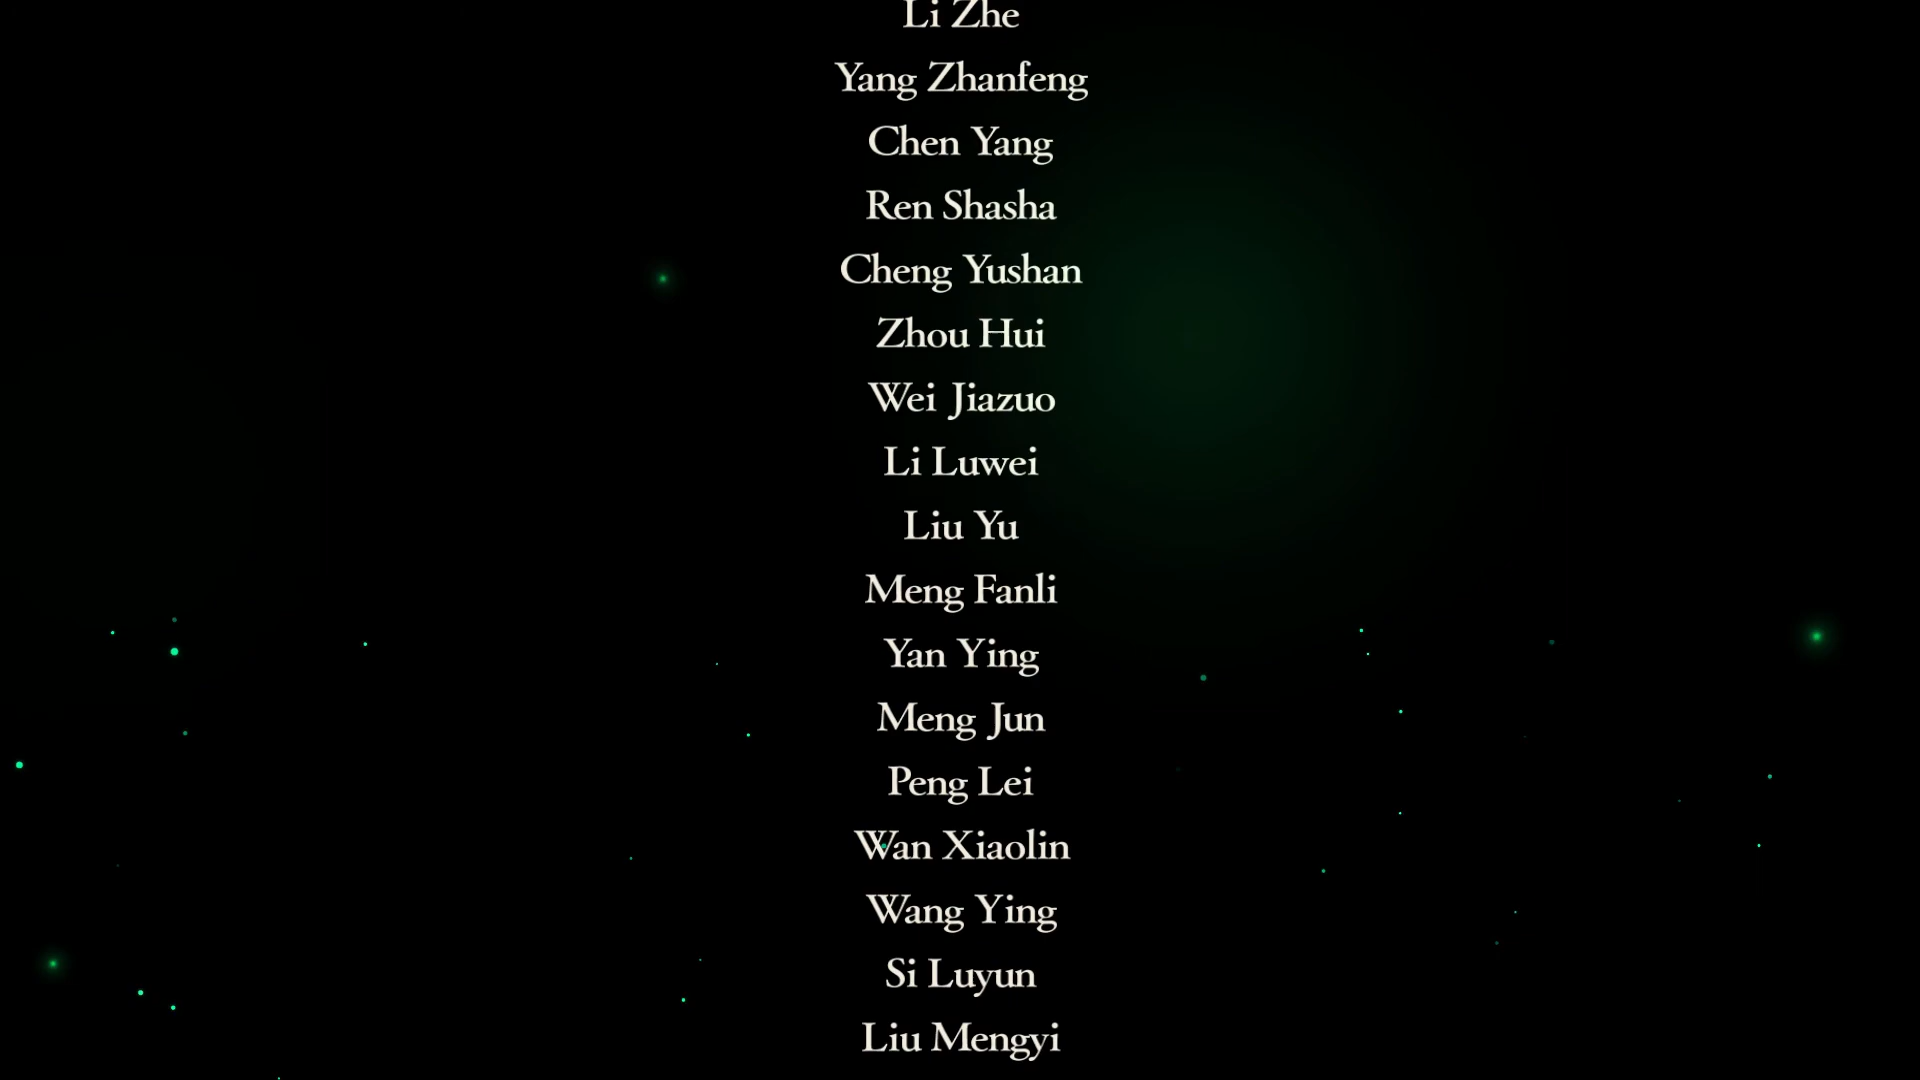 Li Zhe
Yang Zhanfeng
Chen Yang
Ren Shasha
Cheng Yushan
Zhou Hui
Wei Jiazuo
Li Luwei
Liu Yu
Meng Fanli
Yan Ying
Meng Jun
Peng Lei
Wan Xiaolin
Wang Ying
Si Luyun
Liu Mengyi